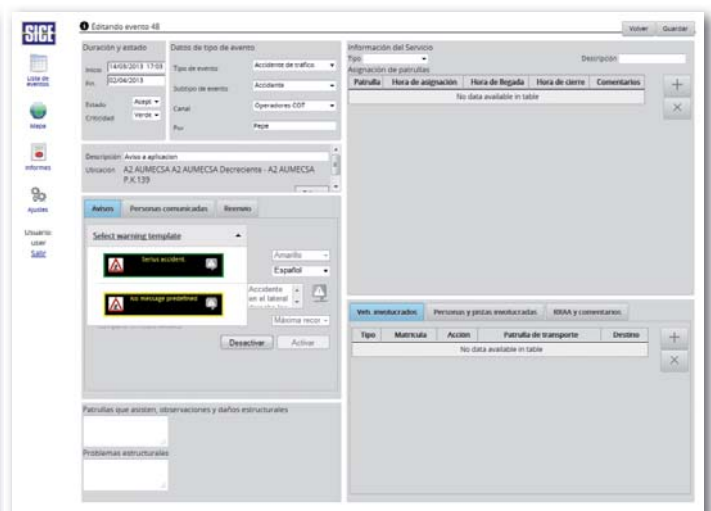 SICE
Editando evento 48
Volver
Guardar
Lista de eventos
Mapa
Informes
Ajustes
Usuario:
user
Salir
Duración y estado
Inicio 14/03/2013 17:03
Fin 02/04/2013
Estado Acept
Criticidad Verde
Datos de tipo de evento
Tipo de evento Accidente de tráfico
Subtipo de evento Accidente
Canal Operadores COT
Por Pepe
Descripción Aviso a aplicacion
Ubicación A2 AUMECSA A2 AUMECSA Decreciente - A2 AUMECSA
P.K.139
Avisos
Personas comunicadas
Reenvio
Select warning template
Serius accident.
Ico message predefined
Amarillo
Español
Accidente
en el lateral
Máxima recor
Desactivar
Activar
Patrullas que asisten, observaciones y daños estructurales
Problemas estructurales
Información del Servicio
Tipo
Descripción
Asignación de patrullas
Patrulla Hora de asignación Hora de llegada Hora de cierre Comentarios
No data available in table
Veh. involucrados
Personas y pistas involucradas
RRAA y comentarios
Tipo Matrícula Acción Patrulla de transporte Destino
No data available in table